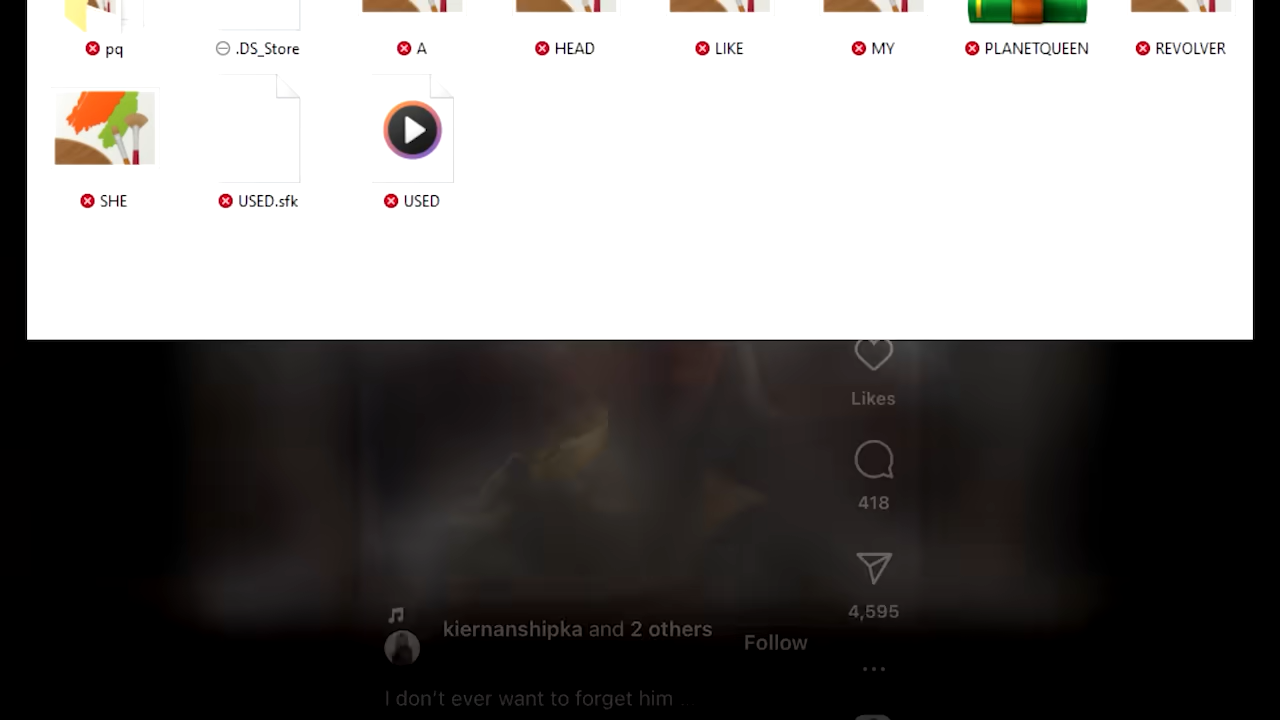 pq
.DS_Store
A
HEAD
LIKE
MY
PLANETQUEEN
REVOLVER
SHE
USED.sfk
USED
Likes
418
4,595
kiernanshipka and 2 others
Follow
I don't ever want to forget him ...